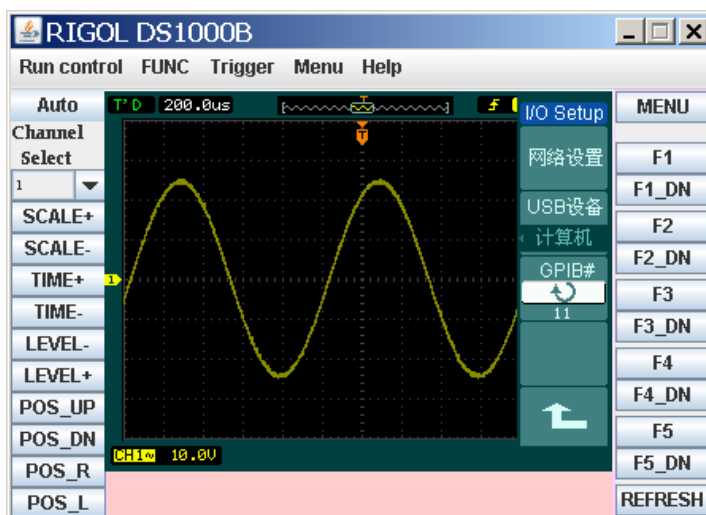 RIGOL DS1000B
Run control FUNC Trigger Menu Help
Auto
Channel
Select
1
SCALE+
SCALE-
TIME+
TIME-
LEVEL-
LEVEL+
POS_UP
POS_DN
POS_R
POS_L
T'D 200.0us
T
T
1
CH1~ 10.0V
I/O Setup
网络设置
USB设备
计算机
GPIB#
11
MENU
F1
F1_DN
F2
F2_DN
F3
F3_DN
F4
F4_DN
F5
F5_DN
REFRESH